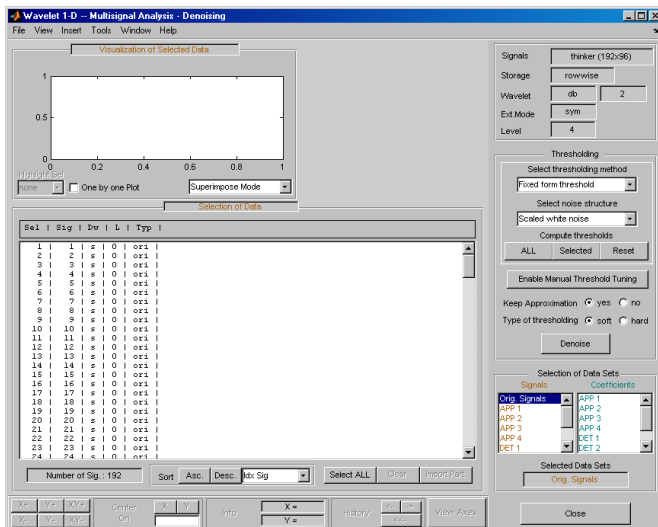 Wavelet 1-D -- Multisignal Analysis - Denoising
File View Insert Tools Window Help
Visualization of Selected Data
1
0.5
0
0 0.2 0.4 0.6 0.8 1
Highlight Sel
none One by one Plot Superimpose Mode
Selection of Data
Sel | Sig | Dw | L | Typ |
1 | 1 | s | 0 | ori |
2 | 2 | s | 0 | ori |
3 | 3 | s | 0 | ori |
4 | 4 | s | 0 | ori |
5 | 5 | s | 0 | ori |
6 | 6 | s | 0 | ori |
7 | 7 | s | 0 | ori |
8 | 8 | s | 0 | ori |
9 | 9 | s | 0 | ori |
10 | 10 | s | 0 | ori |
11 | 11 | s | 0 | ori |
12 | 12 | s | 0 | ori |
13 | 13 | s | 0 | ori |
14 | 14 | s | 0 | ori |
15 | 15 | s | 0 | ori |
16 | 16 | s | 0 | ori |
17 | 17 | s | 0 | ori |
18 | 18 | s | 0 | ori |
19 | 19 | s | 0 | ori |
20 | 20 | s | 0 | ori |
21 | 21 | s | 0 | ori |
22 | 22 | s | 0 | ori |
23 | 23 | s | 0 | ori |
24 | 24 | s | 0 | ori |
Number of Sig. : 192 Sort Asc. Desc. Idx Sig Select ALL Clear Import Part
X+ Y+ XY+ Center X Y Info X = History <- -> View Axes
X- Y- XY- On Y = <<-
Signals thinker (192x96)
Storage rowwise
Wavelet db 2
Ext.Mode sym
Level 4
Thresholding
Select thresholding method
Fixed form threshold
Select noise structure
Scaled white noise
Compute thresholds
ALL Selected Reset
Enable Manual Threshold Tuning
Keep Approximation yes no
Type of thresholding soft hard
Denoise
Selection of Data Sets
Signals Coefficients
Orig. Signals APP 1
APP 1 APP 2
APP 2 APP 3
APP 3 APP 4
APP 4 DET 1
DET 1 DET 2
Selected Data Sets
Orig. Signals
Close